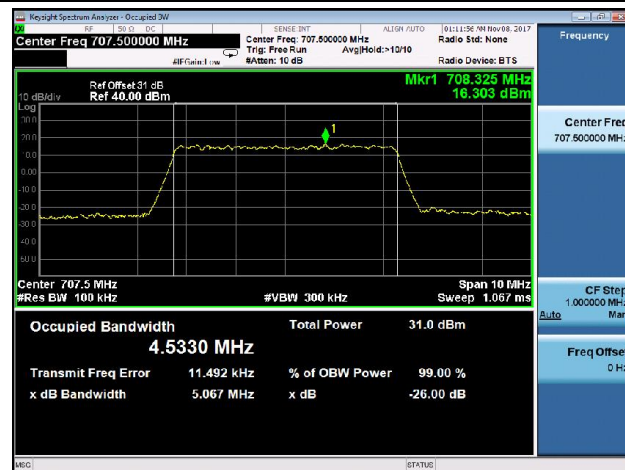 Keysight Spectrum Analyzer - Occupied BW
RF 50 Ω DC SENSE:INT ALIGN AUTO 01:11:56 AM Nov 08, 2017
Center Freq 707.500000 MHz Center Freq: 707.500000 MHz Radio Std: None Frequency
Trig: Free Run Avg|Hold:>10/10
#IFGain:Low #Atten: 10 dB Radio Device: BTS
Mkr1 708.325 MHz
Ref Offset 31 dB
10 dB/div Ref 40.00 dBm 16.303 dBm
Log
30.0
20.0
10.0
0.00
-10.0
-20.0
-30.0
-40.0
-50.0
1
Center Freq
707.500000 MHz
Center 707.5 MHz Span 10 MHz
#Res BW 100 kHz #VBW 300 kHz Sweep 1.067 ms
CF Step
1.000000 MHz
Auto Man
Occupied Bandwidth Total Power 31.0 dBm
4.5330 MHz
Transmit Freq Error 11.492 kHz % of OBW Power 99.00 %
x dB Bandwidth 5.067 MHz x dB -26.00 dB
Freq Offset
0 Hz
MSG STATUS